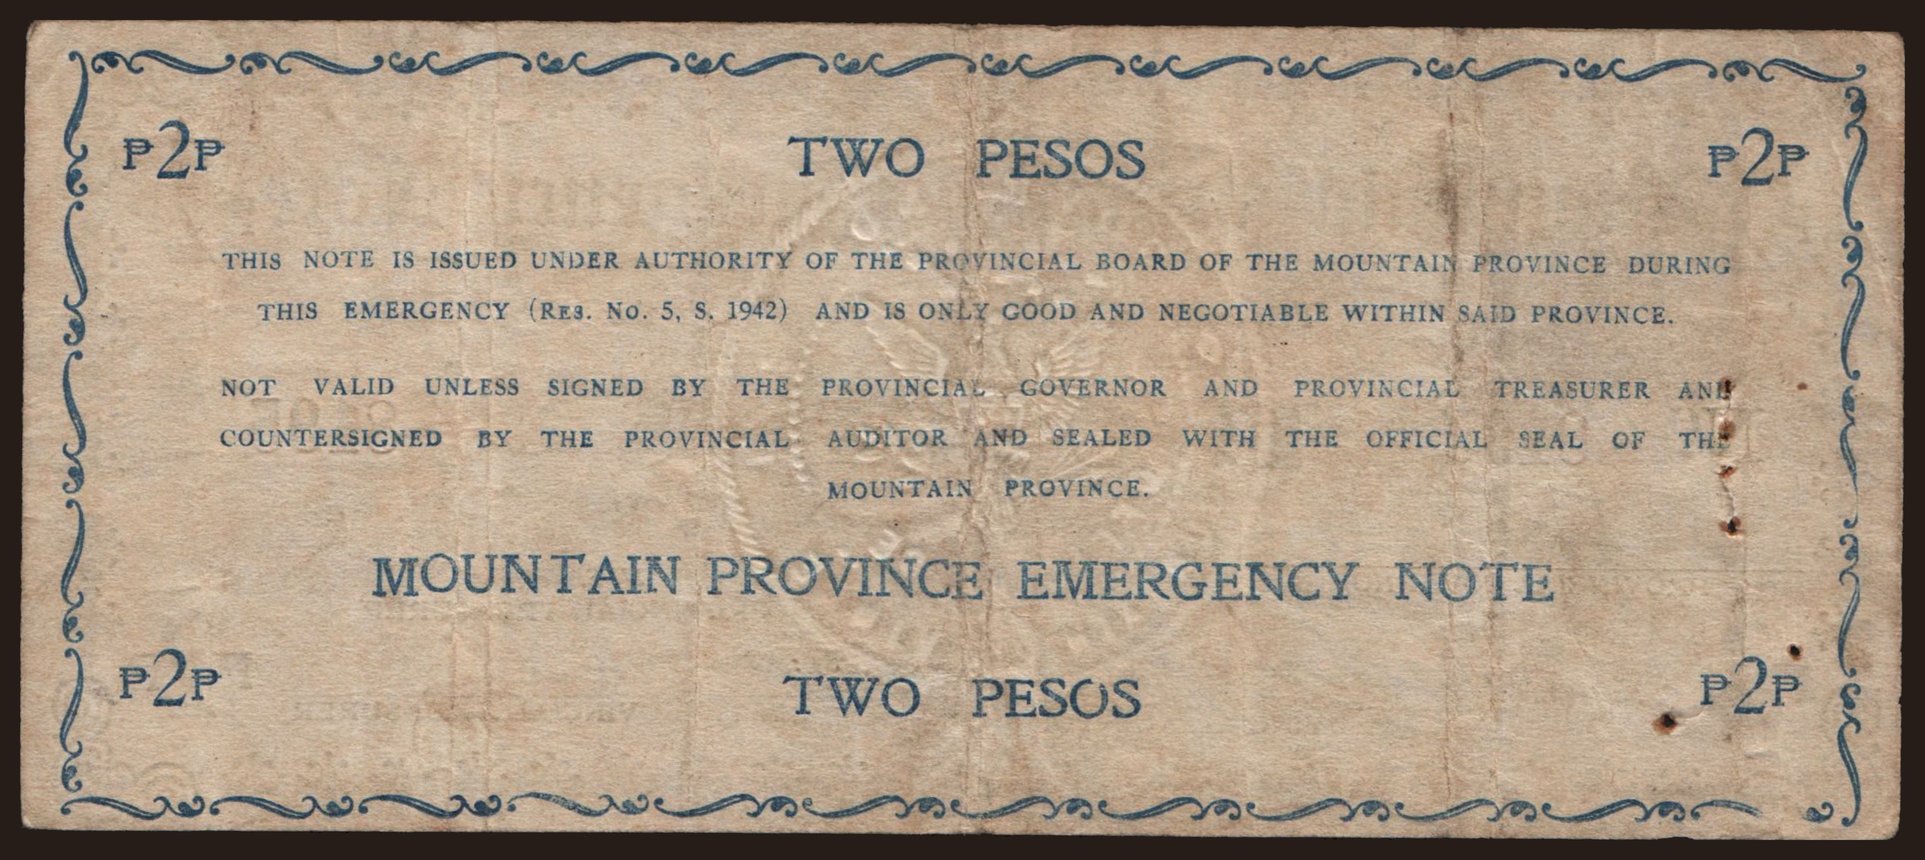 ₱2₱ TWO PESOS ₱2₱
THIS NOTE IS ISSUED UNDER AUTHORITY OF THE PROVINCIAL BOARD OF THE MOUNTAIN PROVINCE DURING
THIS EMERGENCY (RES. NO. 5, S. 1942) AND IS ONLY GOOD AND NEGOTIABLE WITHIN SAID PROVINCE.
NOT VALID UNLESS SIGNED BY THE PROVINCIAL GOVERNOR AND PROVINCIAL TREASURER AND
COUNTERSIGNED BY THE PROVINCIAL AUDITOR AND SEALED WITH THE OFFICIAL SEAL OF THE
MOUNTAIN PROVINCE.
MOUNTAIN PROVINCE EMERGENCY NOTE
₱2₱ TWO PESOS ₱2₱